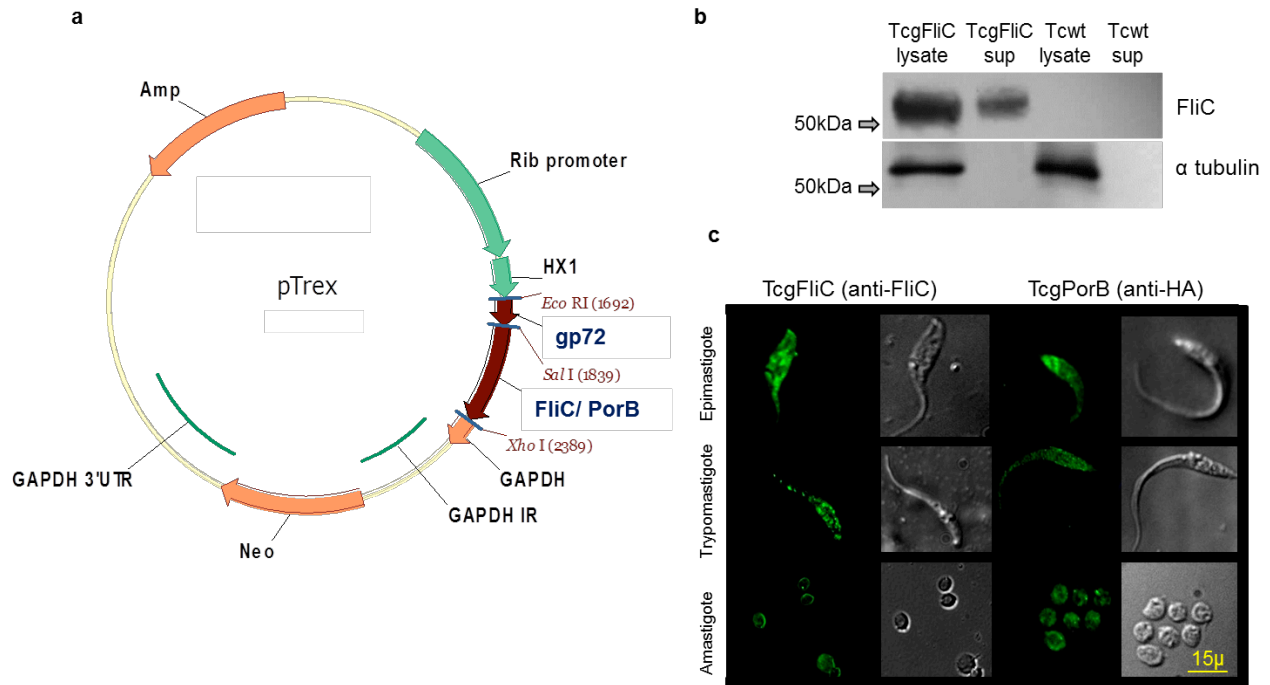 a
Amp
Rib promoter
HX1
pTrex
Eco RI (1692)
gp72
Sal I (1839)
FliC/ PorB
Xho I (2389)
GAPDH
GAPDH 3'UTR
GAPDH IR
Neo
b
TcgFliC lysate
TcgFliC sup
Tcwt lysate
Tcwt sup
FliC
50kDa
α tubulin
50kDa
c
TcgFliC (anti-FliC)
TcgPorB (anti-HA)
Epimastigote
Trypomastigote
Amastigote
15µ